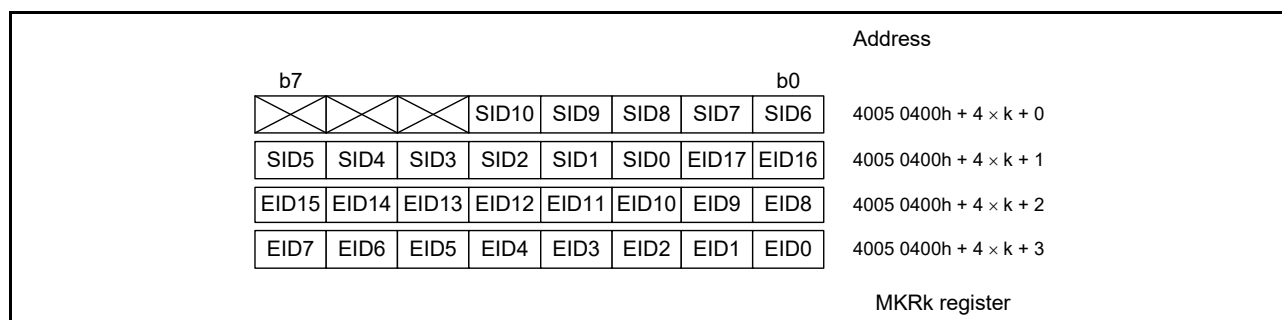 Address
b7 b0
SID10 SID9 SID8 SID7 SID6 4005 0400h + 4 × k + 0
SID5 SID4 SID3 SID2 SID1 SID0 EID17 EID16 4005 0400h + 4 × k + 1
EID15 EID14 EID13 EID12 EID11 EID10 EID9 EID8 4005 0400h + 4 × k + 2
EID7 EID6 EID5 EID4 EID3 EID2 EID1 EID0 4005 0400h + 4 × k + 3
MKRk register